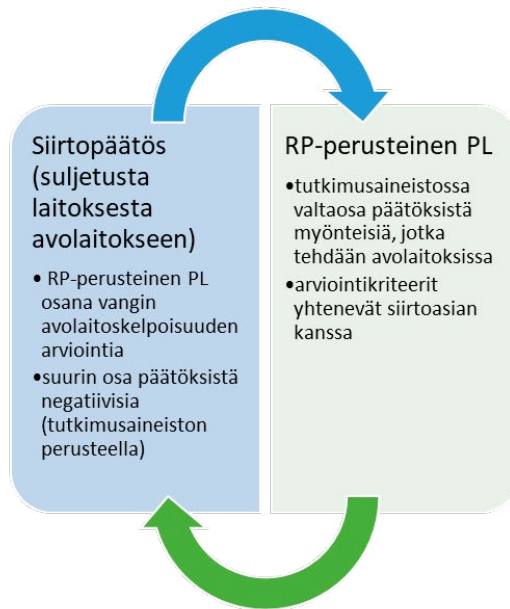 Siirtopäätös
(suljetusta
laitoksesta
avolaitokseen)
• RP-perusteinen PL
osana vangin
avolaitoskelpoisuuden
arviointia
•suurin osa päätöksistä
negatiivisia
(tutkimusaineiston
perusteella)
RP-perusteinen PL
•tutkimusaineistossa
valtaosa päätöksistä
myönteisiä, jotka
tehdään avolaitoksissa
•arviointikriteerit
yhtenevät siirtoasian
kanssa